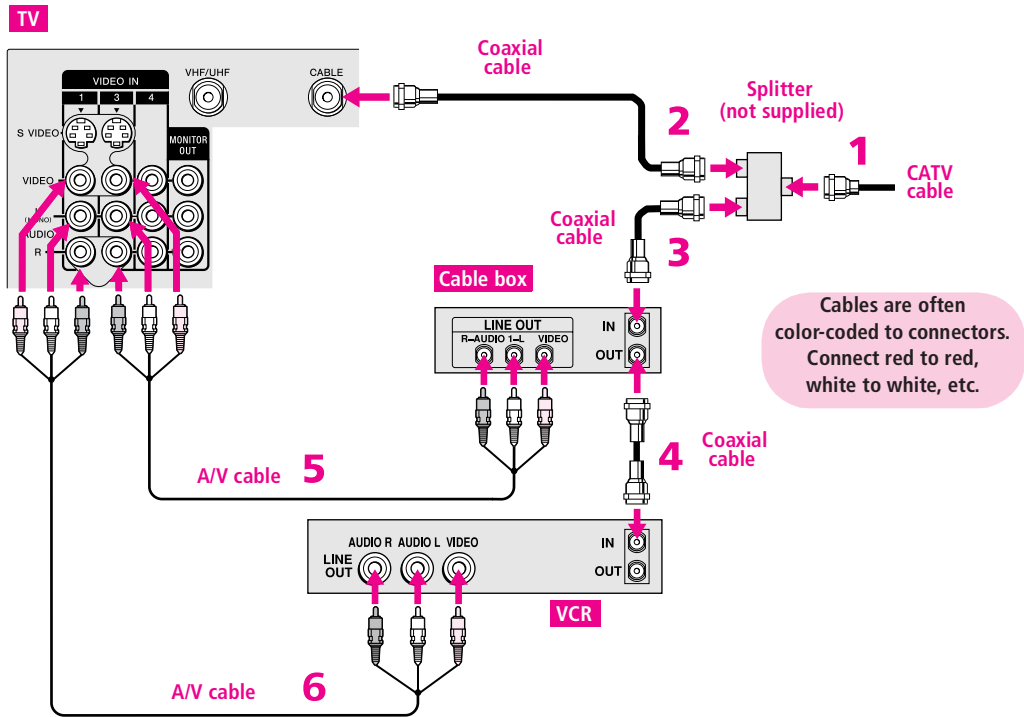 TV
VIDEO IN
1 3 4
VHF/UHF
CABLE
S VIDEO
MONITOR
OUT
VIDEO
(MONO)
AUDIO
R
Coaxial
cable
2
Splitter
(not supplied)
1
CATV
cable
Coaxial
cable
3
Cable box
LINE OUT
R–AUDIO 1–L VIDEO
IN
OUT
Cables are often
color-coded to connectors.
Connect red to red,
white to white, etc.
4
Coaxial
cable
A/V cable 5
AUDIO R AUDIO L VIDEO
LINE
OUT
IN
OUT
VCR
A/V cable 6